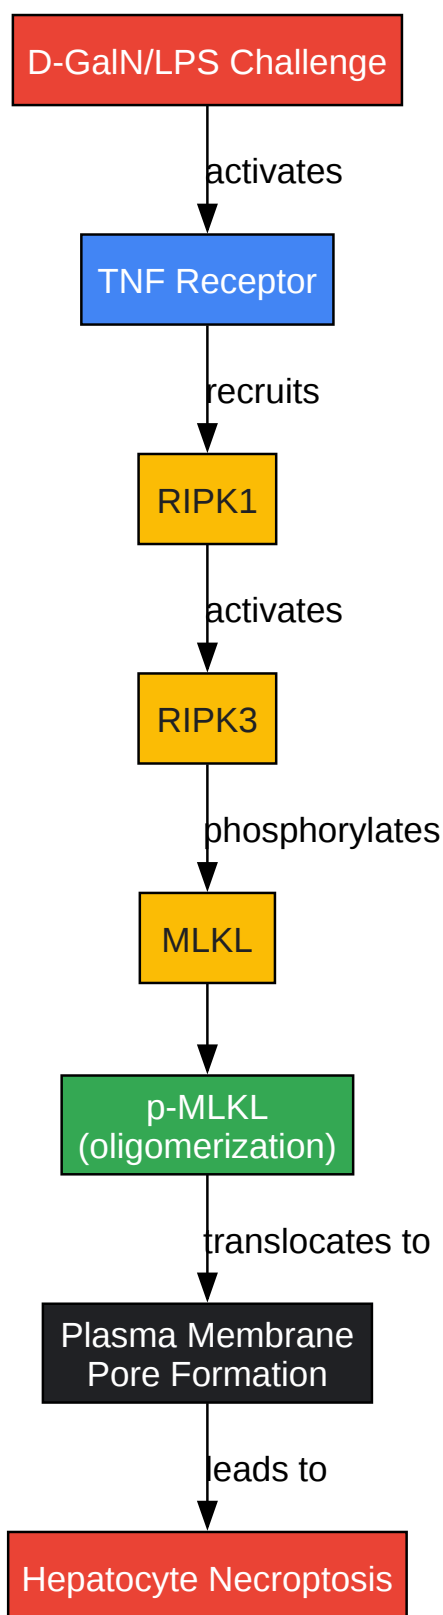 D-GalN/LPS Challenge
activates
TNF Receptor
recruits
RIPK1
activates
RIPK3
phosphorylates
MLKL
p-MLKL
(oligomerization)
translocates to
Plasma Membrane
Pore Formation
leads to
Hepatocyte Necroptosis